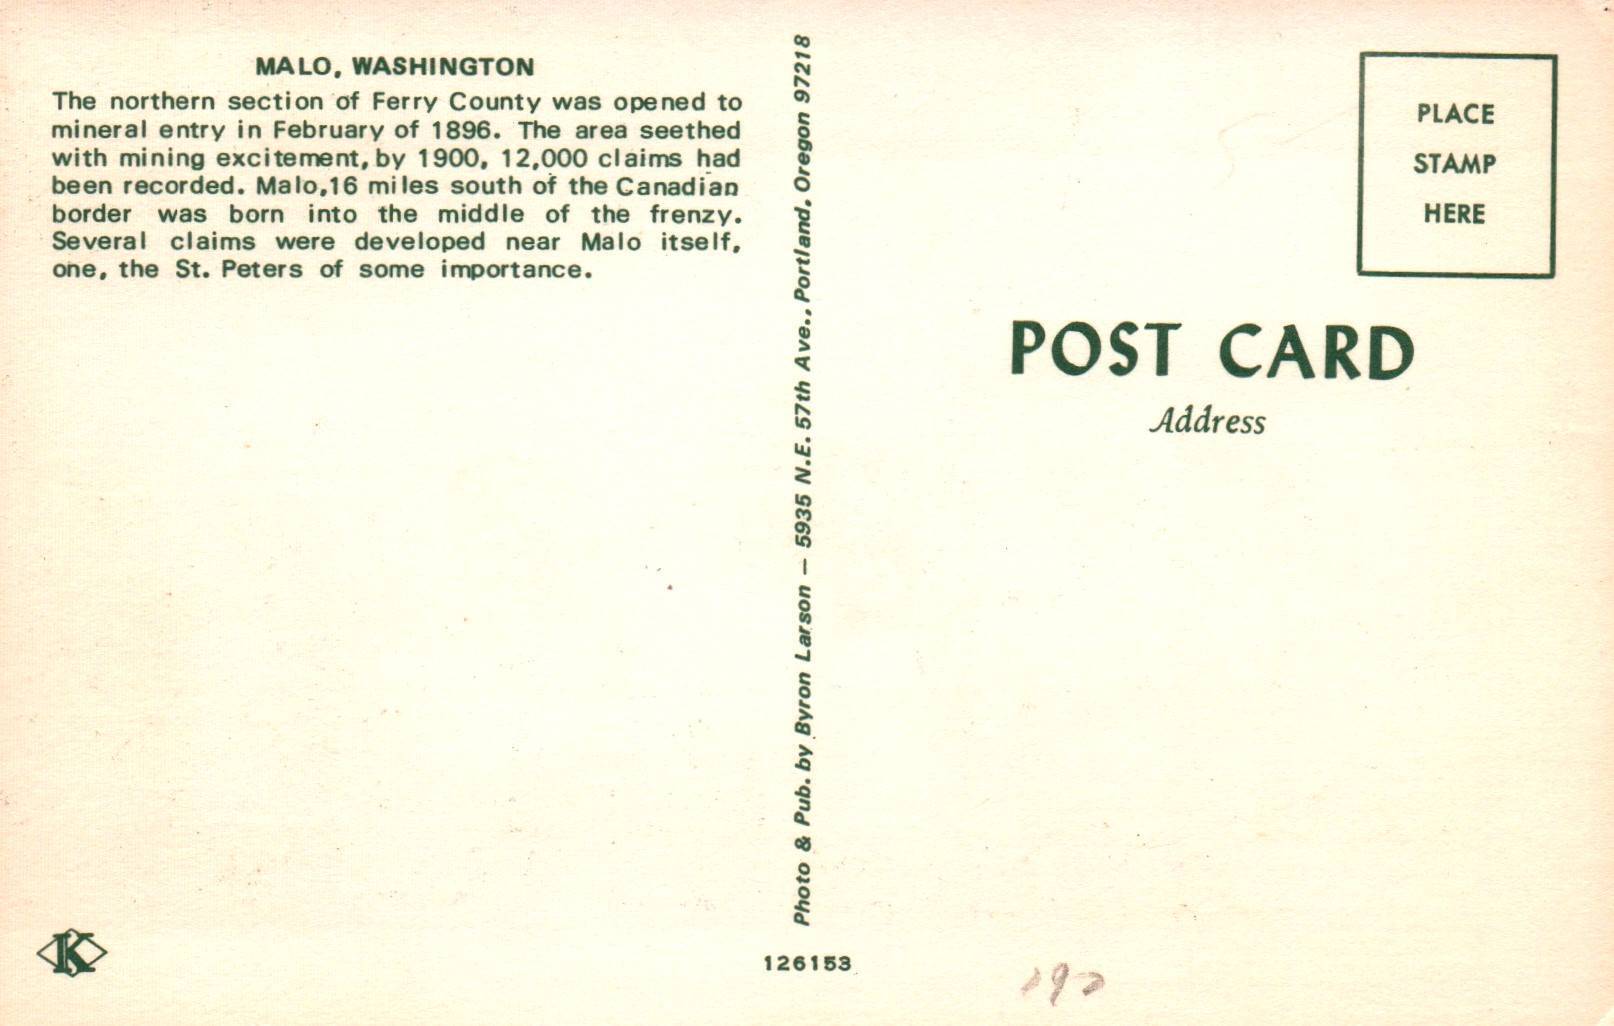 MALO, WASHINGTON
The northern section of Ferry County was opened to
mineral entry in February of 1896. The area seethed
with mining excitement, by 1900, 12,000 claims had
been recorded. Malo,16 miles south of the Canadian
border was born into the middle of the frenzy.
Several claims were developed near Malo itself,
one, the St. Peters of some importance.
K
Photo & Pub. by Byron Larson — 5935 N.E. 57th Ave., Portland, Oregon 97218
126153
PLACE
STAMP
HERE
POST CARD
Address